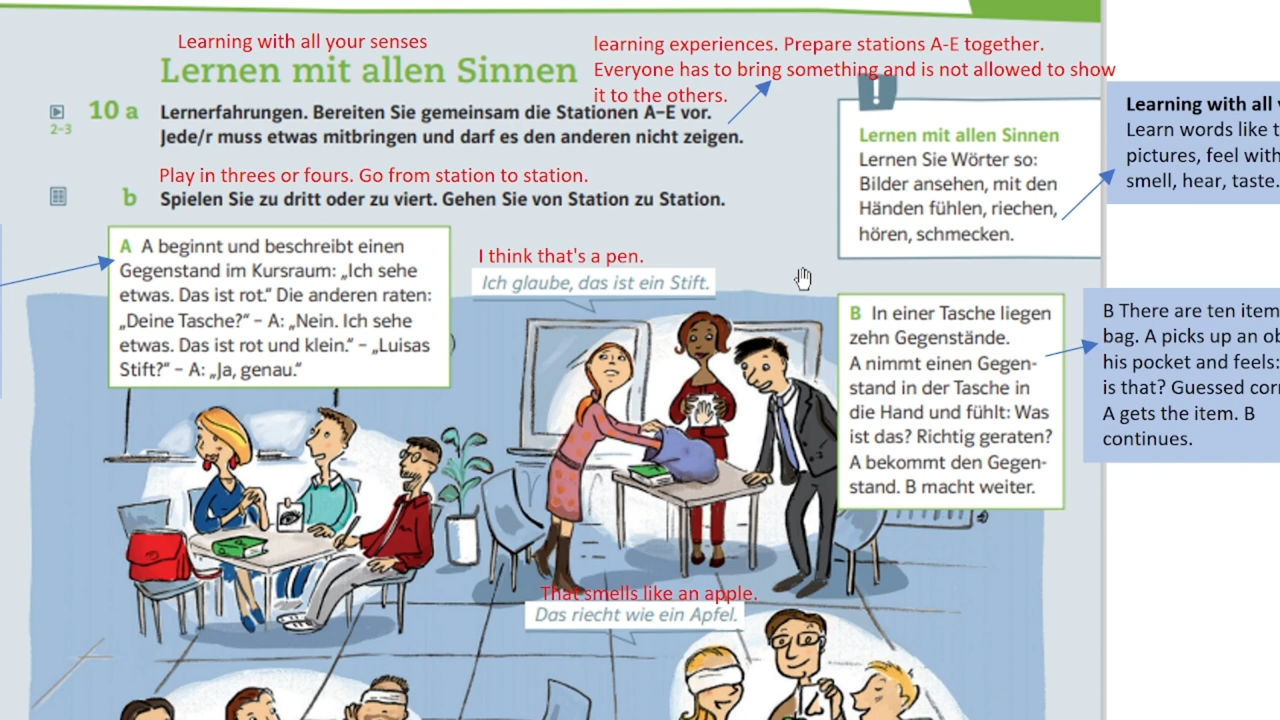 Learning with all your senses
Lernen mit allen Sinnen
learning experiences. Prepare stations A-E together.
Everyone has to bring something and is not allowed to show
it to the others.
2–3
10 a
Lernerfahrungen. Bereiten Sie gemeinsam die Stationen A–E vor.
Jede/r muss etwas mitbringen und darf es den anderen nicht zeigen.
Play in threes or fours. Go from station to station.
b
Spielen Sie zu dritt oder zu viert. Gehen Sie von Station zu Station.
!
Lernen mit allen Sinnen
Lernen Sie Wörter so:
Bilder ansehen, mit den
Händen fühlen, riechen,
hören, schmecken.
Learning with all
Learn words like
pictures, feel with
smell, hear, taste.
A A beginnt und beschreibt einen
Gegenstand im Kursraum: „Ich sehe
etwas. Das ist rot.“ Die anderen raten:
„Deine Tasche?“ – A: „Nein. Ich sehe
etwas. Das ist rot und klein.“ – „Luisas
Stift?“ – A: „Ja, genau.“
I think that's a pen.
Ich glaube, das ist ein Stift.
B In einer Tasche liegen
zehn Gegenstände.
A nimmt einen Gegen-
stand in der Tasche in
die Hand und fühlt: Was
ist das? Richtig geraten?
A bekommt den Gegen-
stand. B macht weiter.
B There are ten item
bag. A picks up an
his pocket and feels:
is that? Guessed
A gets the item. B
continues.
That smells like an apple.
Das riecht wie ein Apfel.